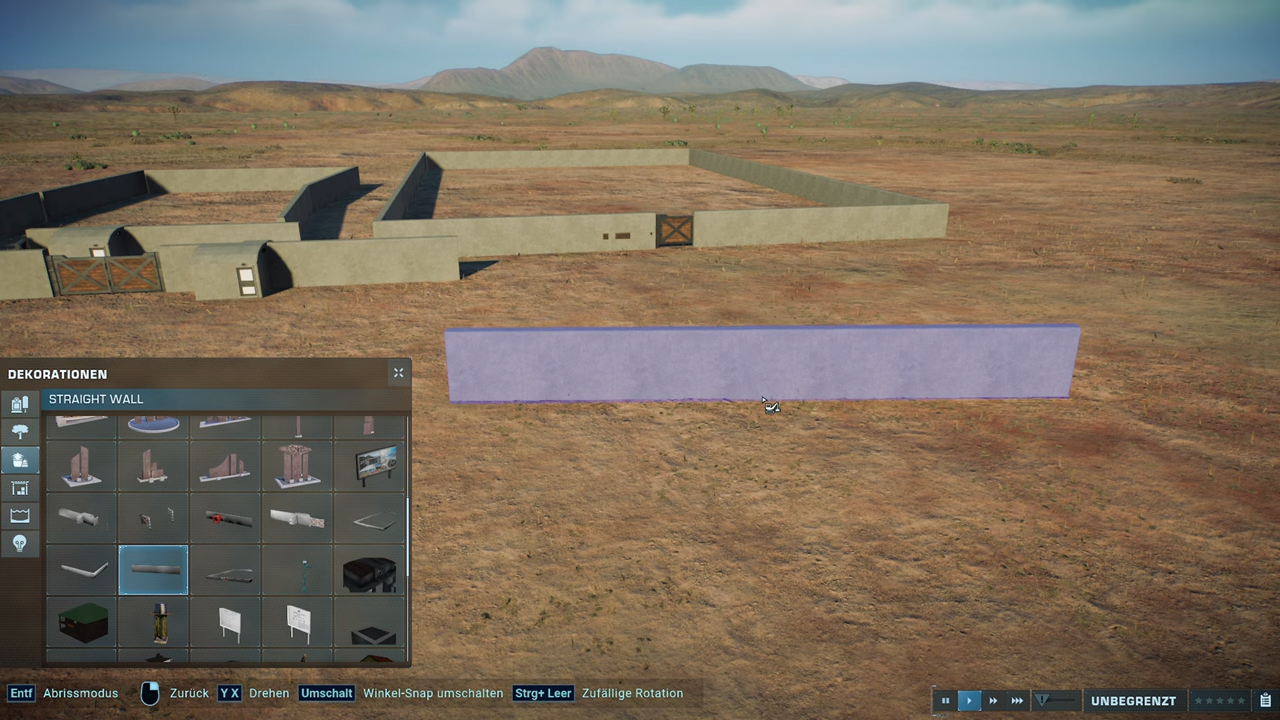 DEKORATIONEN
STRAIGHT WALL
Entf Abrissmodus Zurück Y X Drehen Umschalt Winkel-Snap umschalten Strg+ Leer Zufällige Rotation
UNBEGRENZT